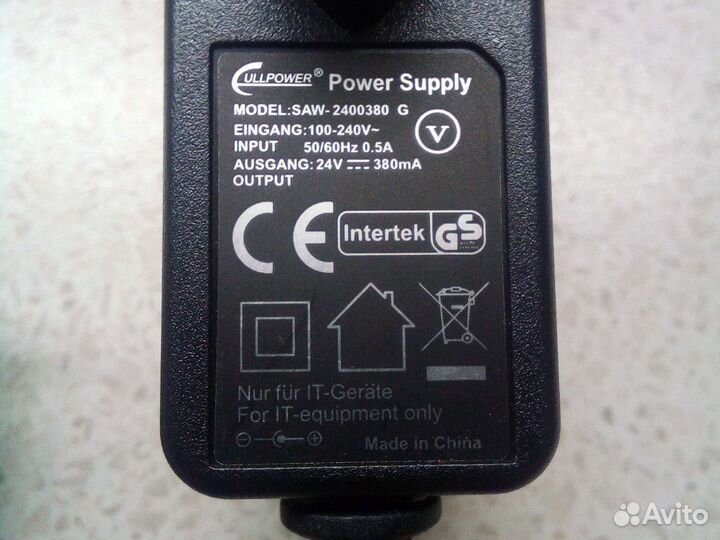 FULLPOWER® Power Supply
MODEL:SAW-2400380 G
EINGANG:100-240V~
INPUT 50/60Hz 0.5A
AUSGANG:24V⎓380mA
OUTPUT
V
CE Intertek GS
Nur für IT-Geräte
For IT-equipment only
Made in China
Avito